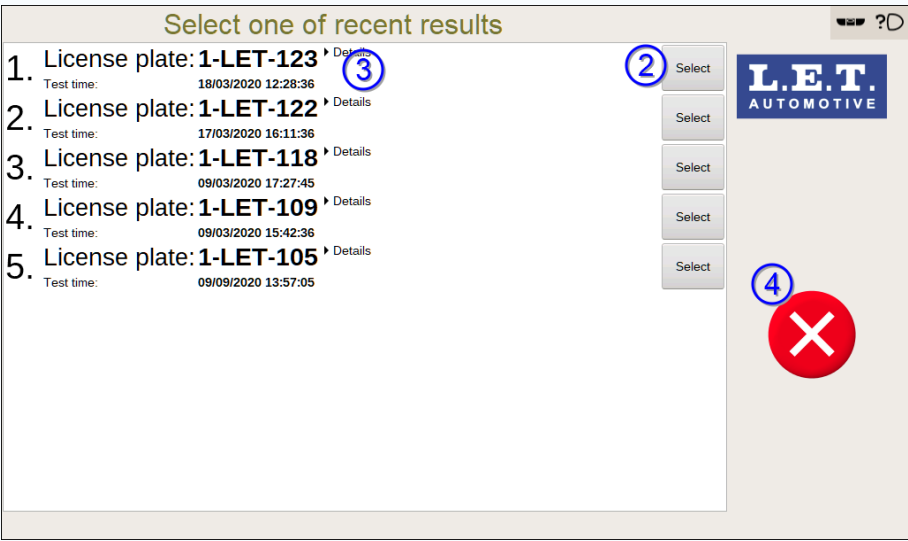 Select one of recent results
?
1. License plate: 1-LET-123 Details
Test time: 18/03/2020 12:28:36
3
2
Select
2. License plate: 1-LET-122 Details
Test time: 17/03/2020 16:11:36
Select
3. License plate: 1-LET-118 Details
Test time: 09/03/2020 17:27:45
Select
4. License plate: 1-LET-109 Details
Test time: 09/03/2020 15:42:36
Select
5. License plate: 1-LET-105 Details
Test time: 09/09/2020 13:57:05
Select
L.E.T.
AUTOMOTIVE
4